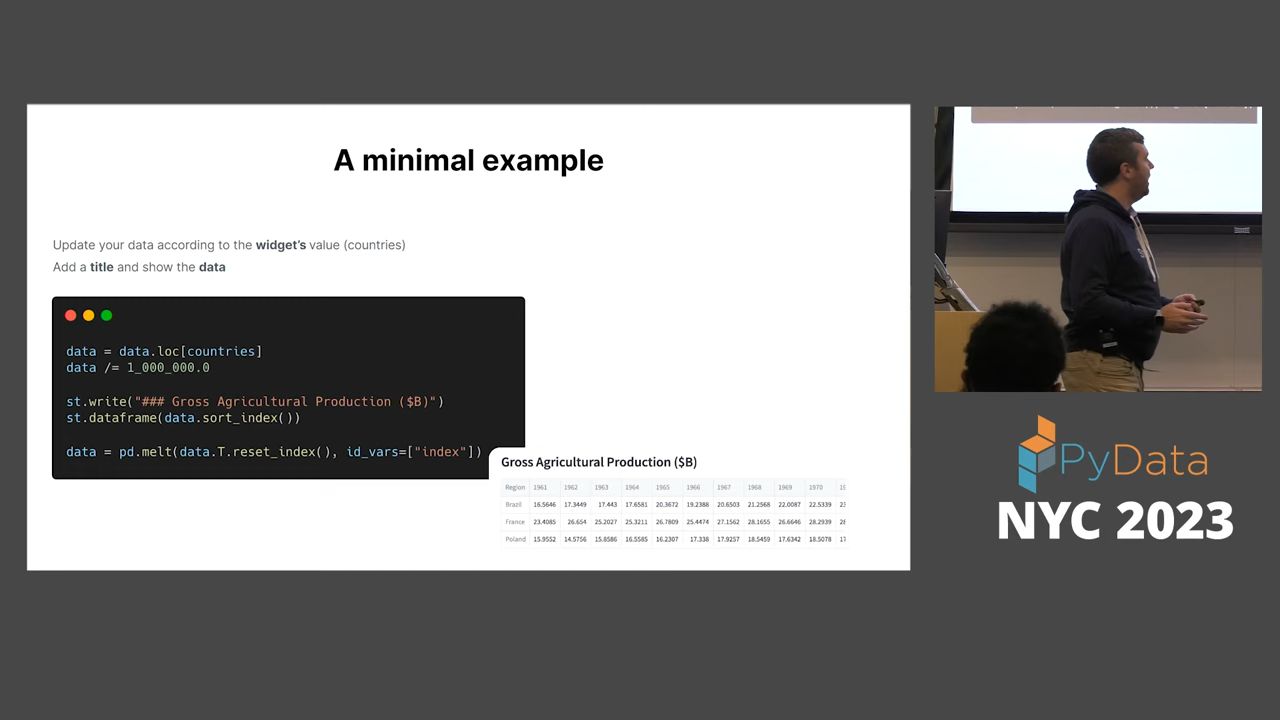 A minimal example
Update your data according to the widget's value (countries)
Add a title and show the data
data = data.loc[countries]
data /= 1_000_000.0
st.write("### Gross Agricultural Production ($B)")
st.dataframe(data.sort_index())
data = pd.melt(data.T.reset_index(), id_vars=["index"])
Gross Agricultural Production ($B)
Region 1961 1962 1963 1964 1965 1966 1967 1968 1969 1970
Brazil 16.5646 17.3449 17.443 17.6581 20.3672 19.2388 20.6503 21.2568 22.0087 22.5339
France 23.4085 26.654 25.2027 25.3211 26.7809 25.4474 27.1562 28.1655 26.6646 28.2939
Poland 15.9552 14.5756 15.8586 16.5585 16.2307 17.338 17.9257 18.5459 17.6342 18.5078
PyData
NYC 2023